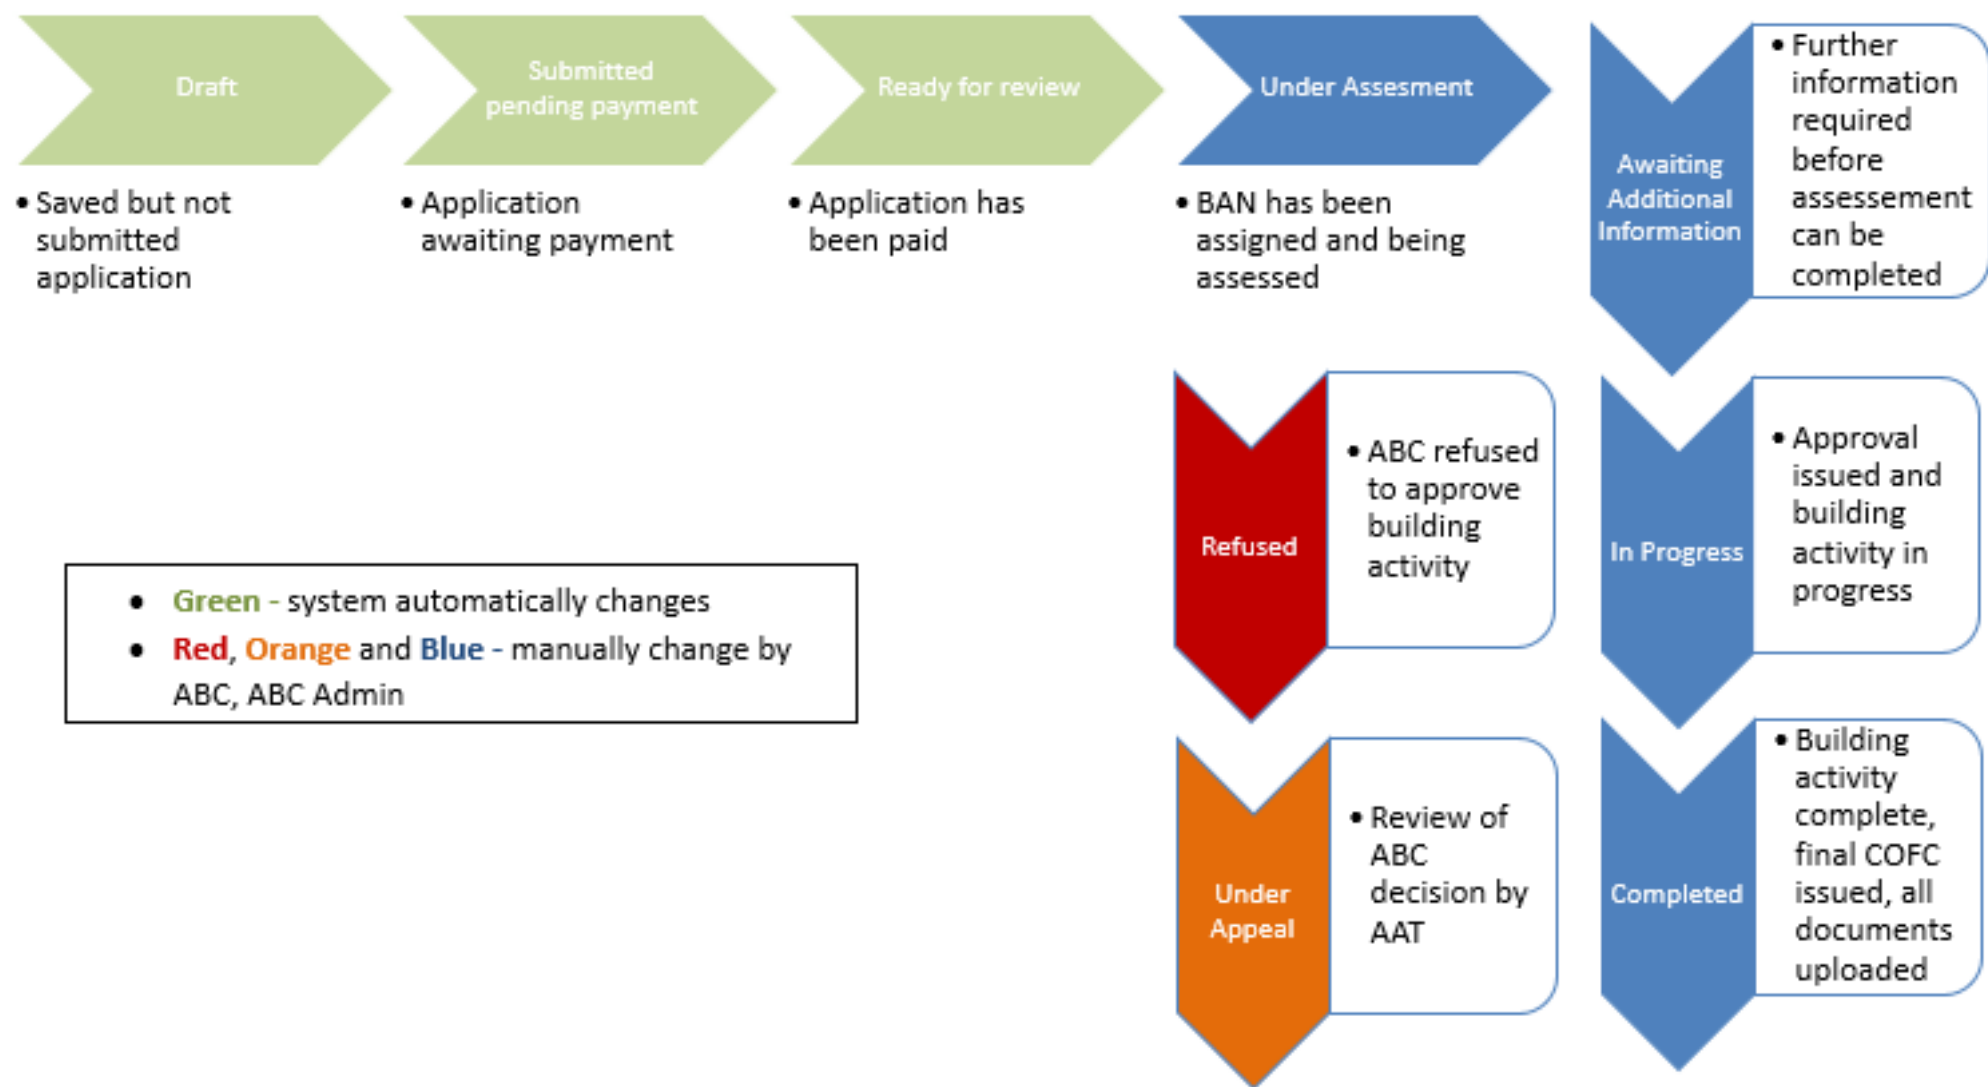 Draft
• Saved but not
submitted
application
Submitted
pending payment
• Application
awaiting payment
Ready for review
• Application has
been paid
Under Assesment
• BAN has been
assigned and being
assessed
Awaiting
Additional
Information
• Further
information
required
before
assessement
can be
completed
Refused
• ABC refused
to approve
building
activity
In Progress
• Approval
issued and
building
activity in
progress
Under
Appeal
• Review of
ABC
decision by
AAT
Completed
• Building
activity
complete,
final COFC
issued, all
documents
uploaded
• Green - system automatically changes
• Red, Orange and Blue - manually change by
ABC, ABC Admin